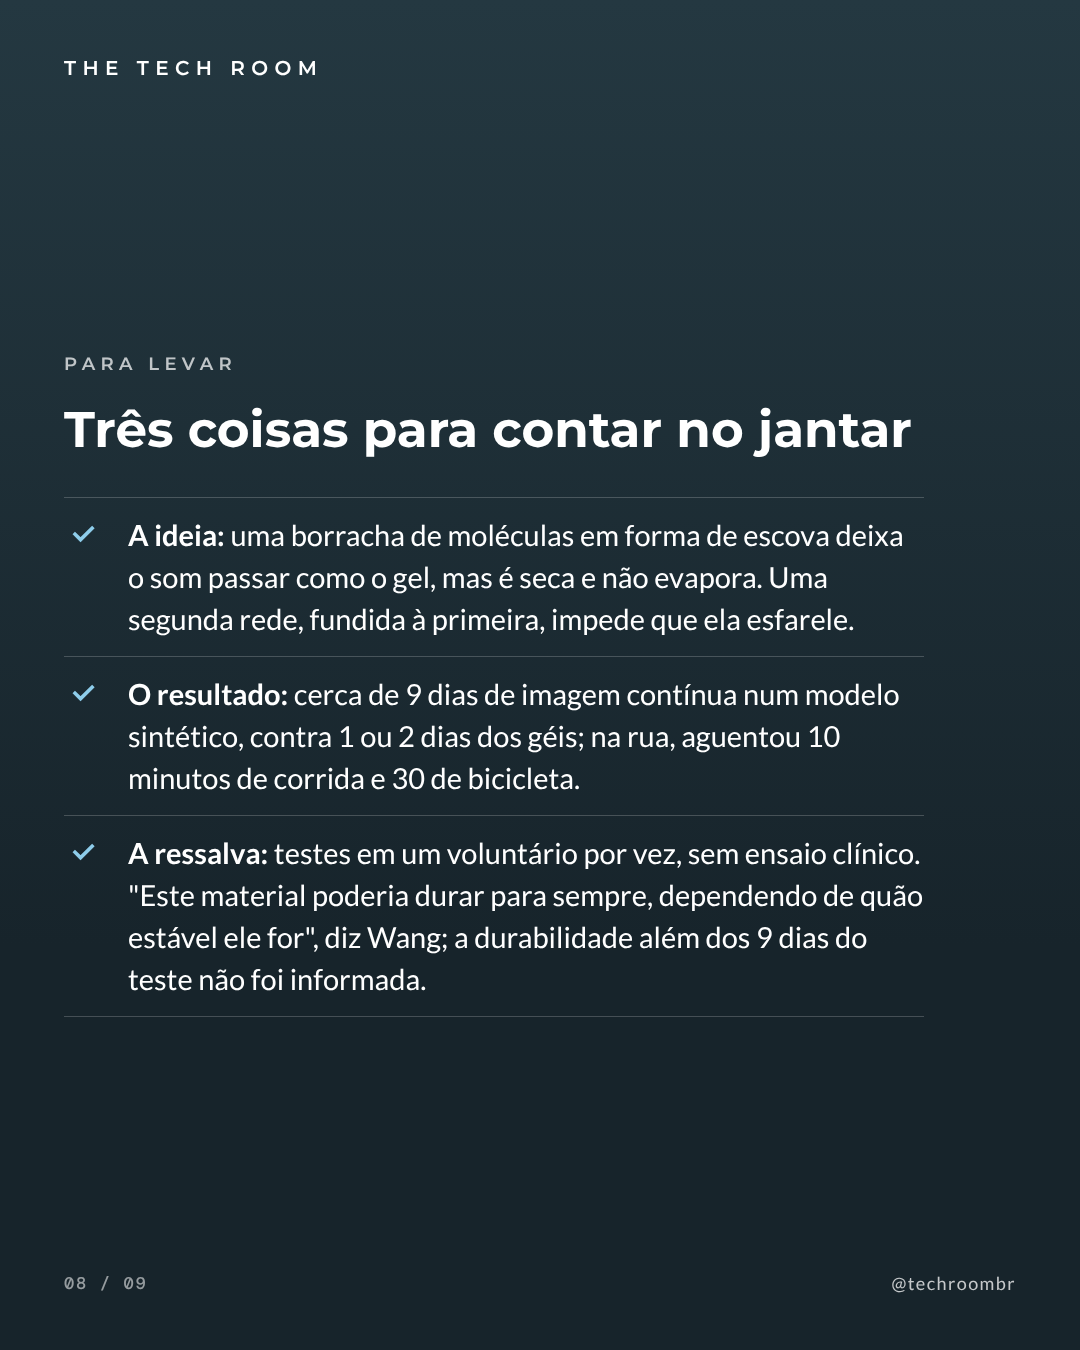 THE TECH ROOM
PARA LEVAR
Três coisas para contar no jantar
A ideia: uma borracha de moléculas em forma de escova deixa
o som passar como o gel, mas é seca e não evapora. Uma
segunda rede, fundida à primeira, impede que ela esfarele.
O resultado: cerca de 9 dias de imagem contínua num modelo
sintético, contra 1 ou 2 dias dos géis; na rua, aguentou 10
minutos de corrida e 30 de bicicleta.
A ressalva: testes em um voluntário por vez, sem ensaio clínico.
"Este material poderia durar para sempre, dependendo de quão
estável ele for", diz Wang; a durabilidade além dos 9 dias do
teste não foi informada.
08 / 09
@techroombr